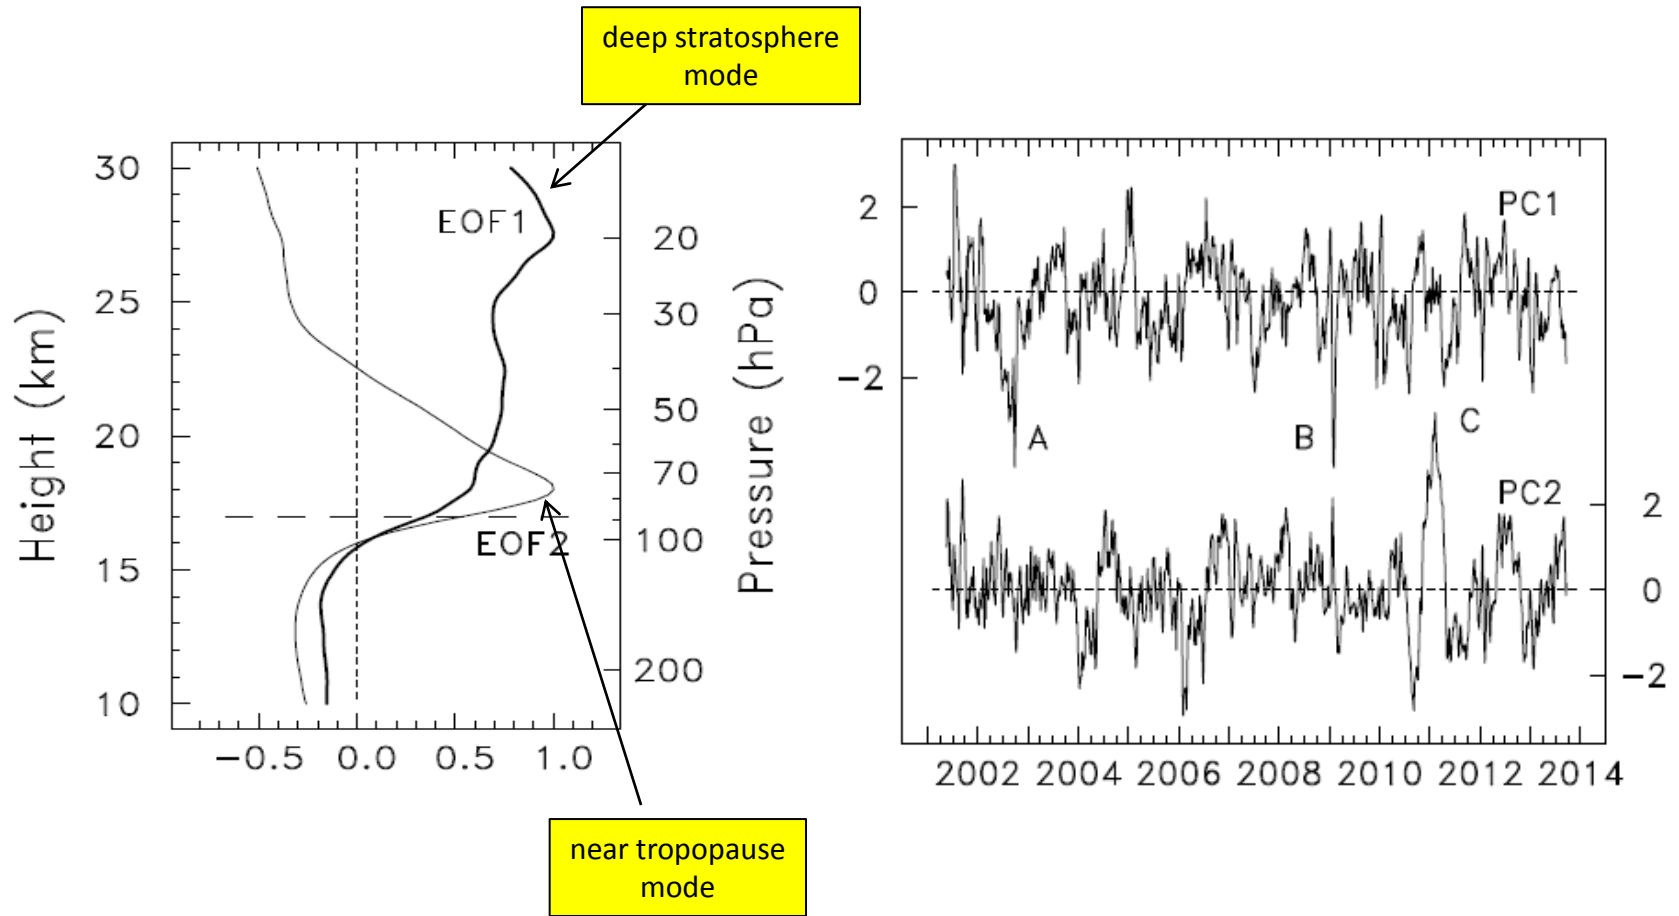 deep stratosphere
mode
30
25
20
15
10
Height (km)
EOF1
EOF2
20
30
50
70
100
200
Pressure (hPa)
-0.5 0.0 0.5 1.0
near tropopause
mode
2
0
-2
PC1
A
B
C
PC2
2
0
-2
2002 2004 2006 2008 2010 2012 2014